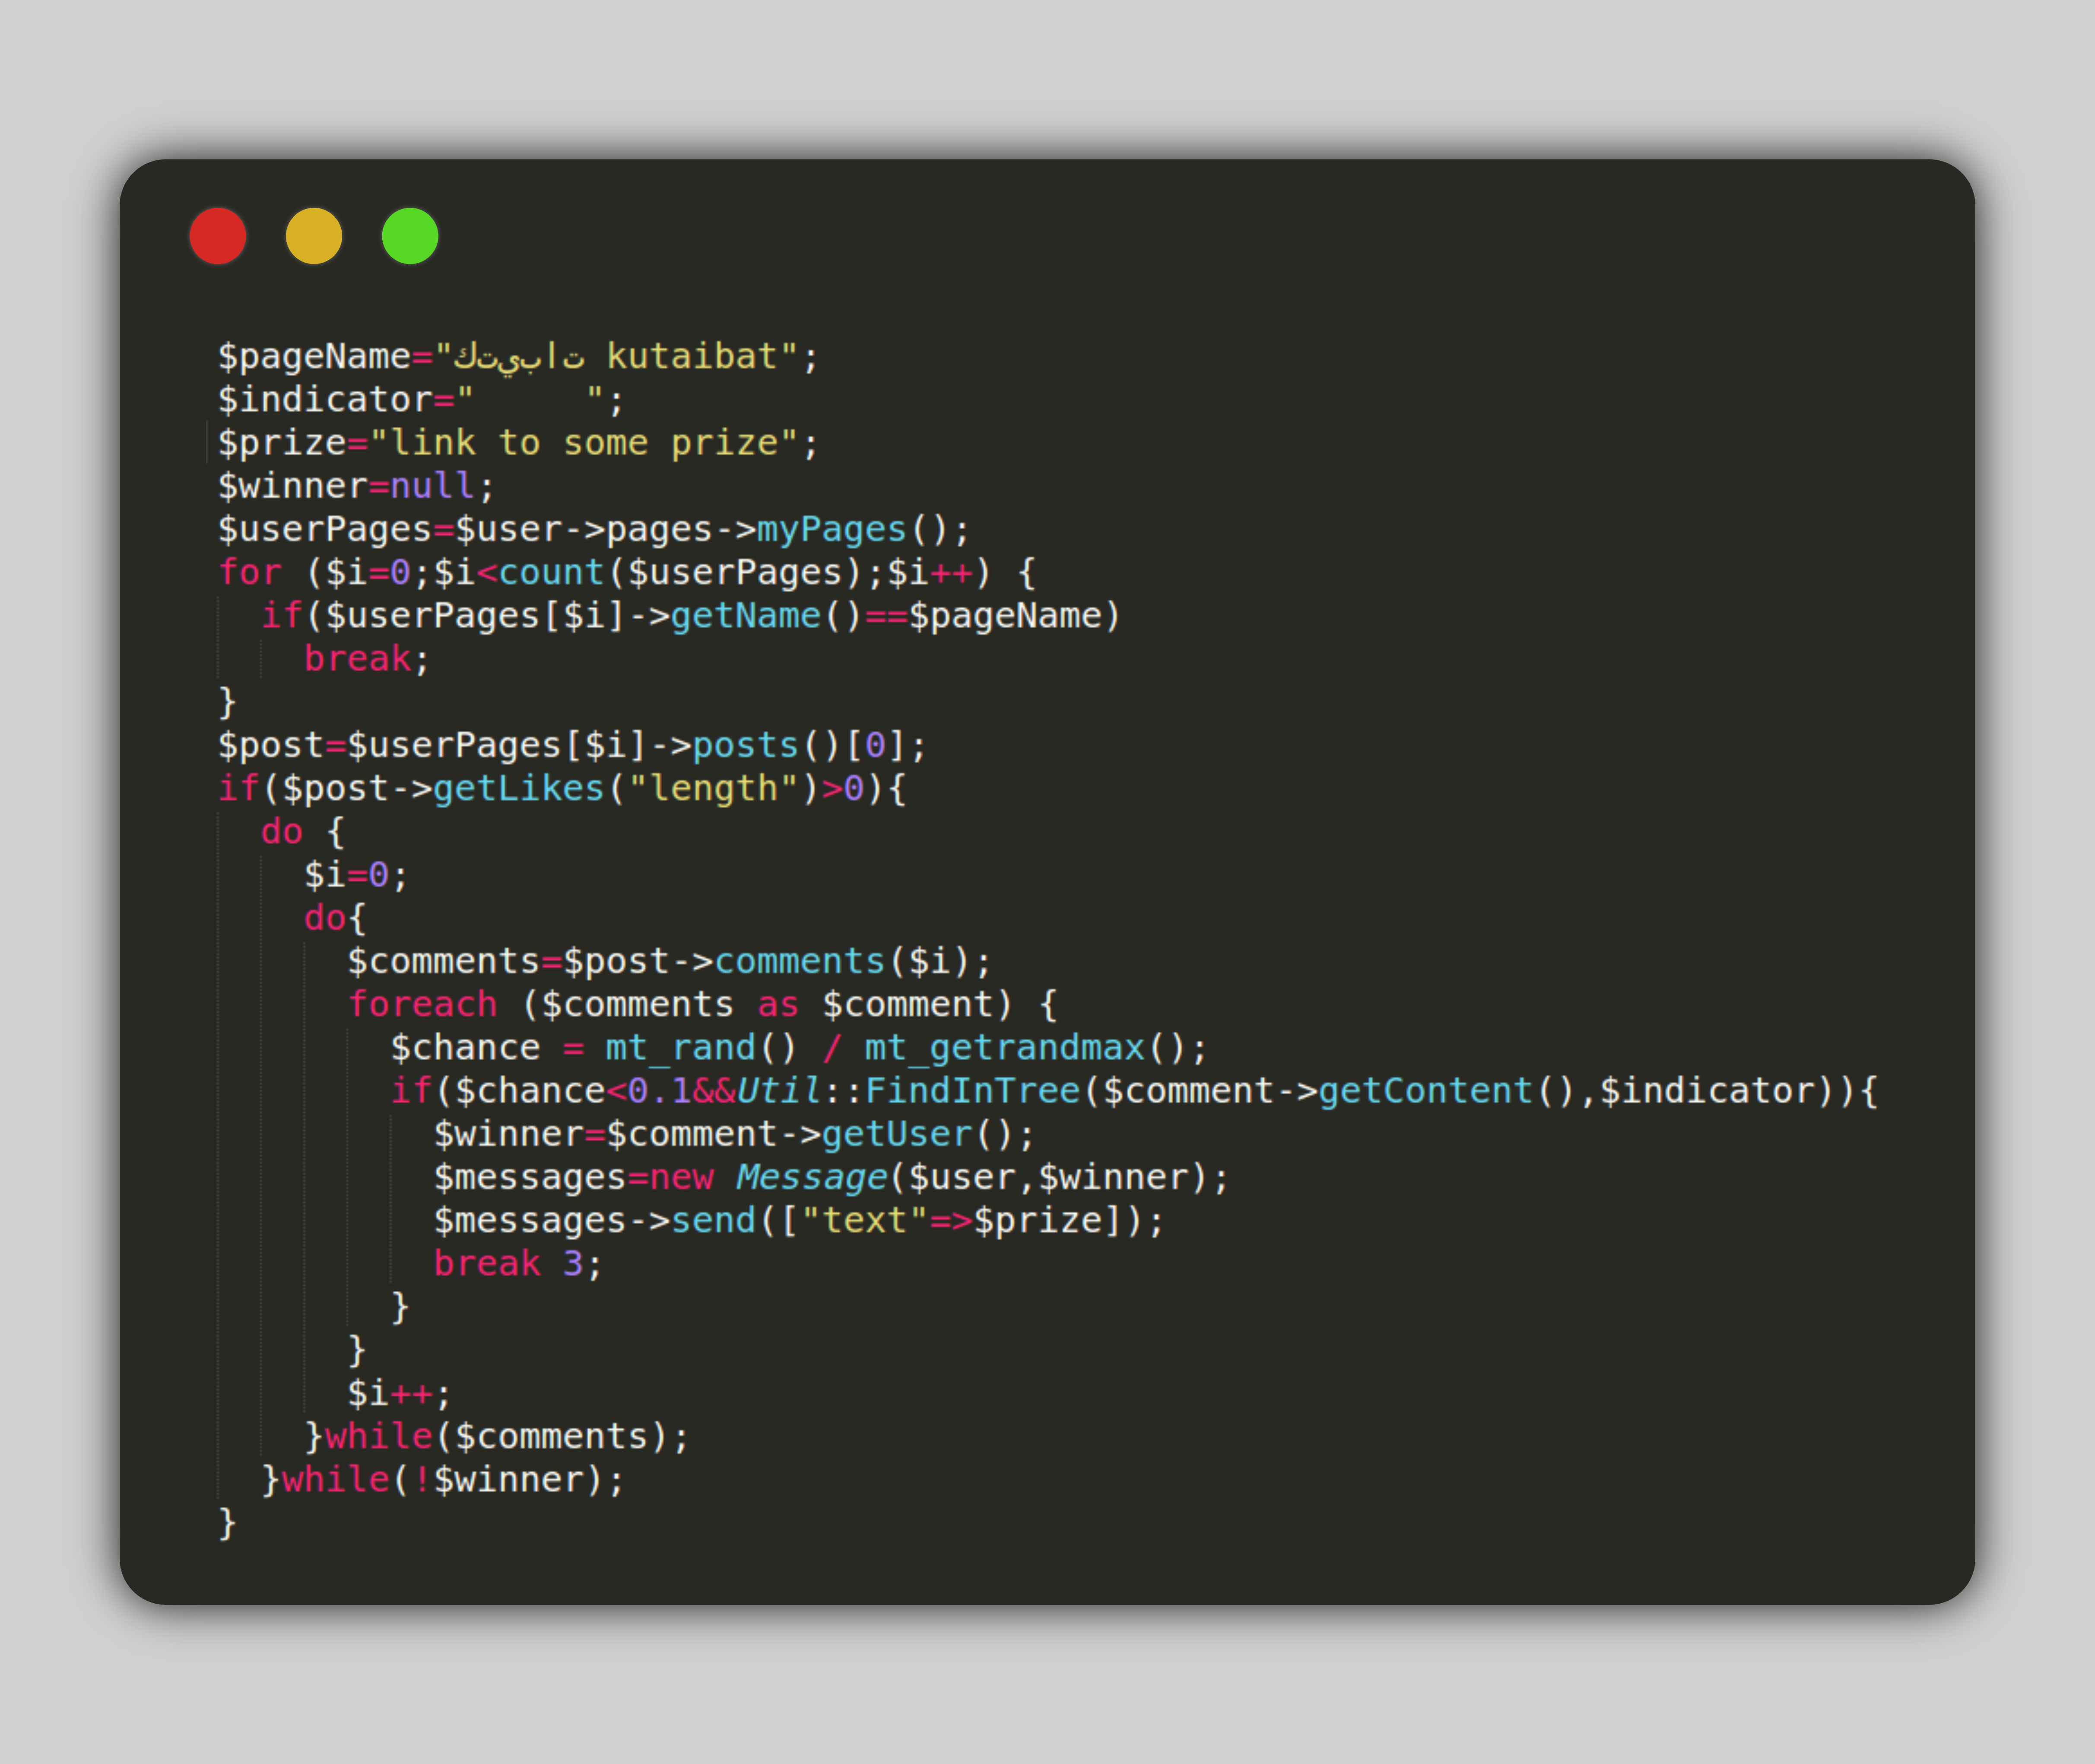 $pageName="كتيبات kutaibat";
$indicator="     ";
$prize="link to some prize";
$winner=null;
$userPages=$user->pages->myPages();
for ($i=0;$i<count($userPages);$i++) {
  if($userPages[$i]->getName()==$pageName)
    break;
}
$post=$userPages[$i]->posts()[0];
if($post->getLikes("length")>0){
  do {
    $i=0;
    do{
      $comments=$post->comments($i);
      foreach ($comments as $comment) {
        $chance = mt_rand() / mt_getrandmax();
        if($chance<0.1&&Util::FindInTree($comment->getContent(),$indicator)){
          $winner=$comment->getUser();
          $messages=new Message($user,$winner);
          $messages->send(["text"=>$prize]);
          break 3;
        }
      }
      $i++;
    }while($comments);
  }while(!$winner);
}